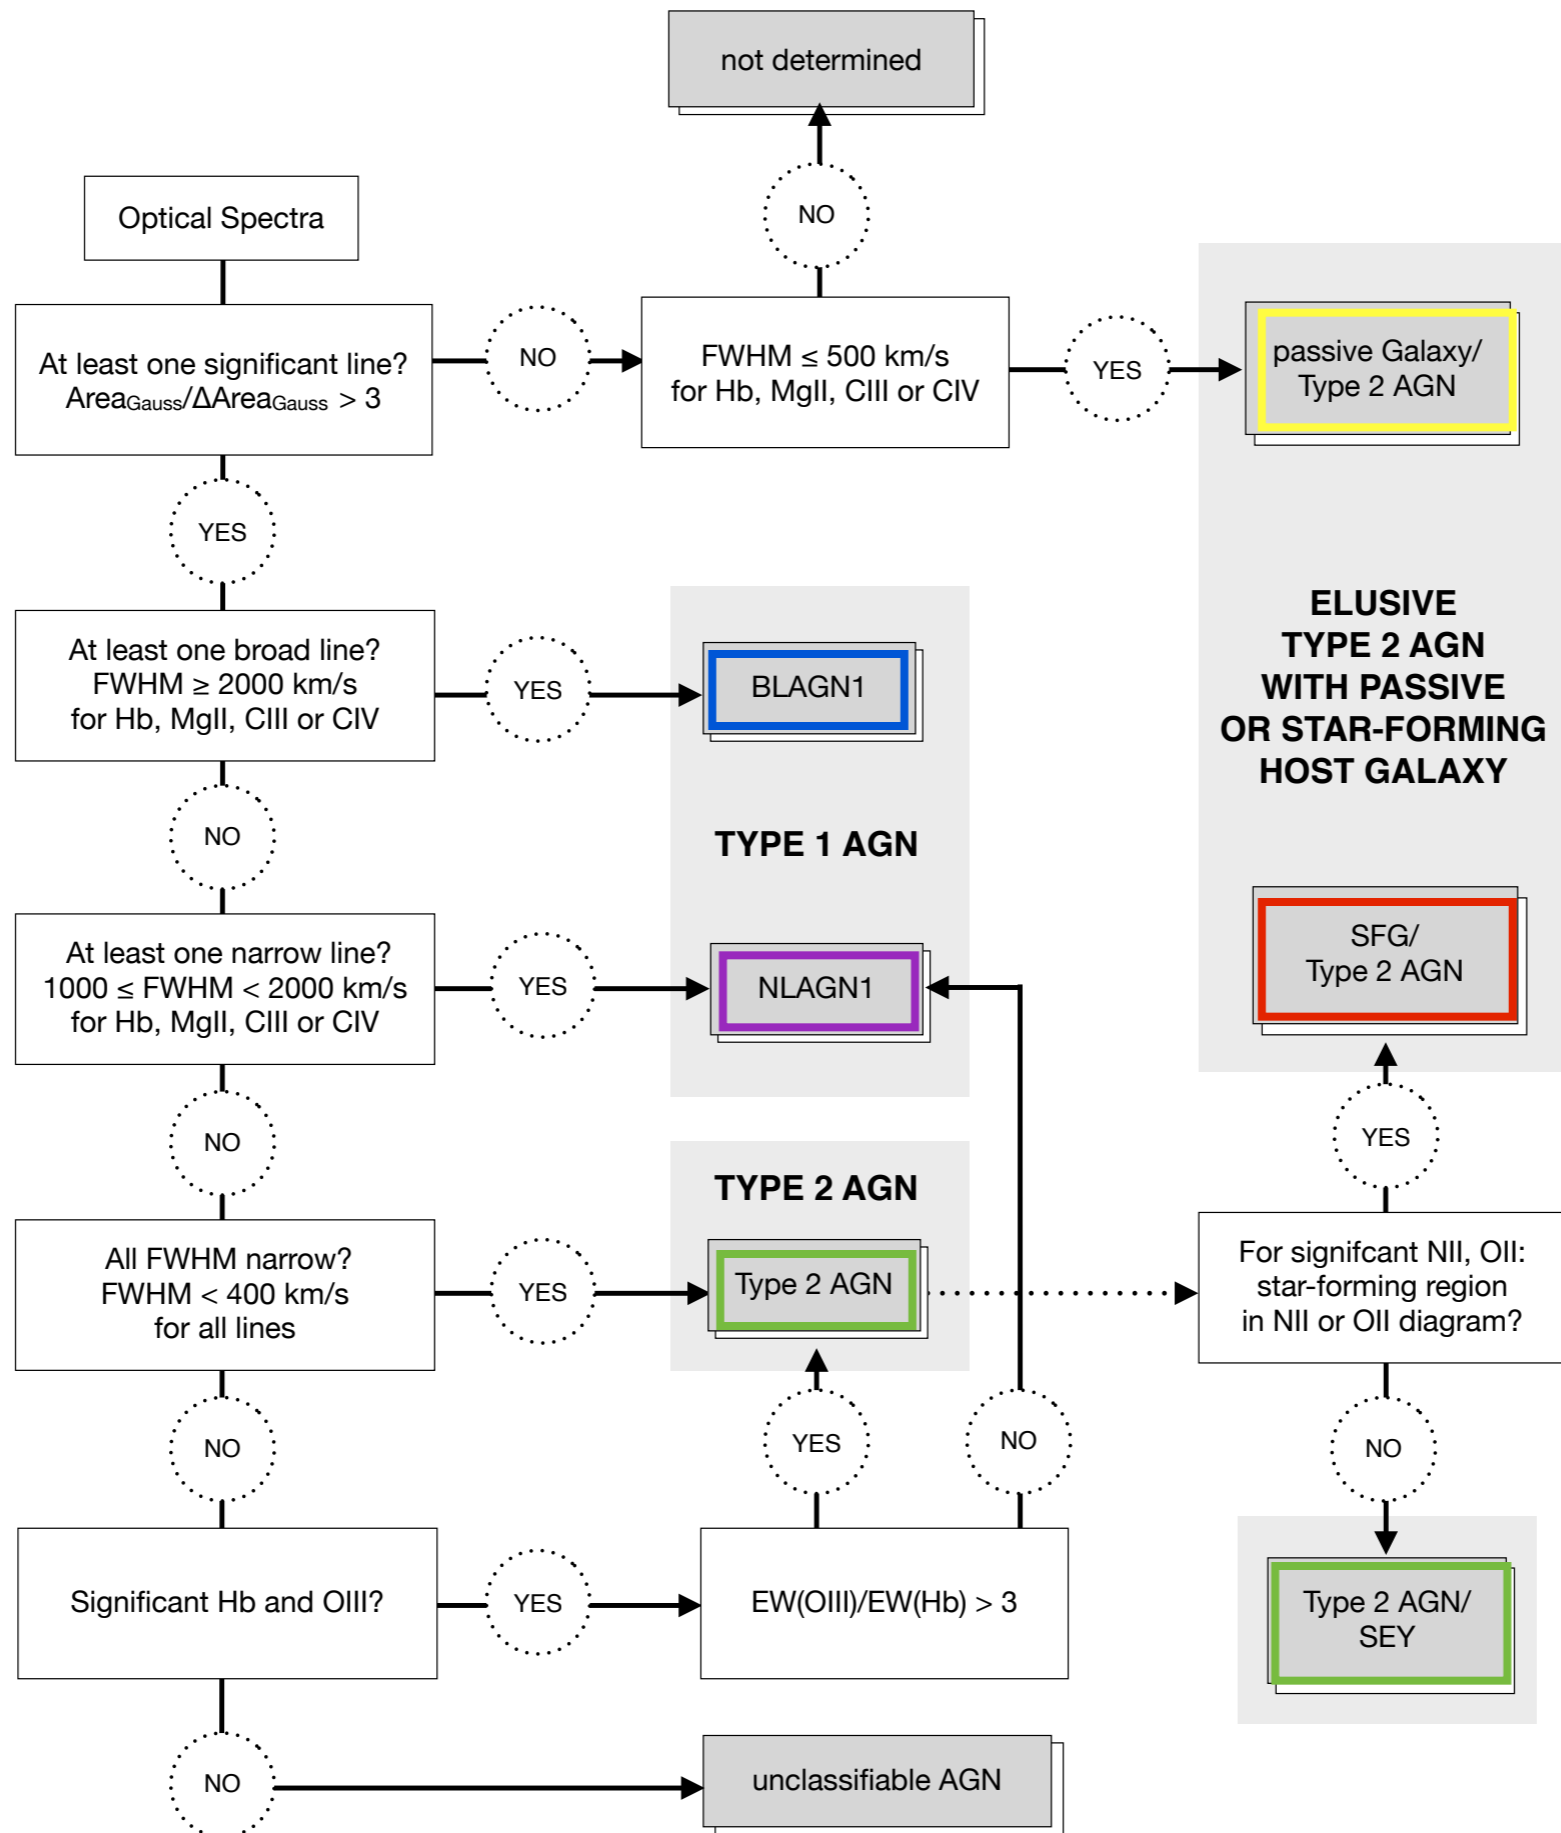 not determined
NO
Optical Spectra
At least one significant line?
Area_Gauss/ΔArea_Gauss > 3
NO
FWHM ≤ 500 km/s
for Hb, MgII, CIII or CIV
YES
passive Galaxy/
Type 2 AGN
YES
ELUSIVE
TYPE 2 AGN
WITH PASSIVE
OR STAR-FORMING
HOST GALAXY
At least one broad line?
FWHM ≥ 2000 km/s
for Hb, MgII, CIII or CIV
YES
BLAGN1
NO
TYPE 1 AGN
At least one narrow line?
1000 ≤ FWHM < 2000 km/s
for Hb, MgII, CIII or CIV
YES
NLAGN1
SFG/
Type 2 AGN
NO
YES
TYPE 2 AGN
All FWHM narrow?
FWHM < 400 km/s
for all lines
YES
Type 2 AGN
For signifcant NII, OII:
star-forming region
in NII or OII diagram?
NO
YES
NO
NO
Significant Hb and OIII?
YES
EW(OIII)/EW(Hb) > 3
Type 2 AGN/
SEY
NO
unclassifiable AGN